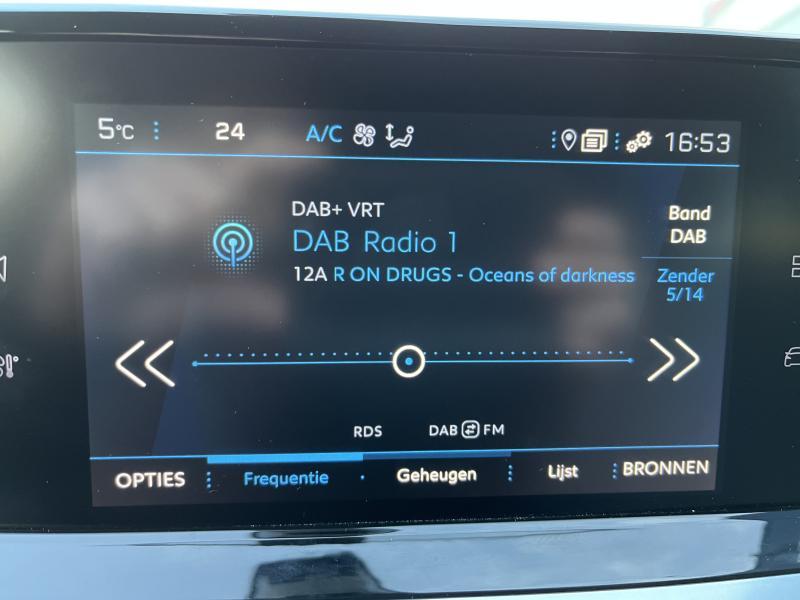 5°C 24 A/C 16:53
DAB+ VRT
DAB Radio 1
12A R ON DRUGS - Oceans of darkness
Band
DAB
Zender
5/14
RDS DAB FM
OPTIES Frequentie Geheugen Lijst BRONNEN